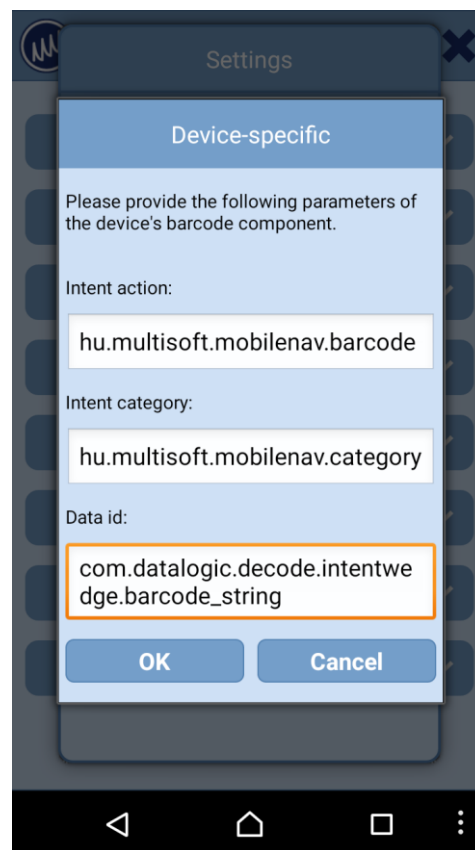 Settings
Device-specific
Please provide the following parameters of
the device's barcode component.
Intent action:
hu.multisoft.mobilenav.barcode
Intent category:
hu.multisoft.mobilenav.category
Data id:
com.datalogic.decode.intentwe
dge.barcode_string
OK
Cancel